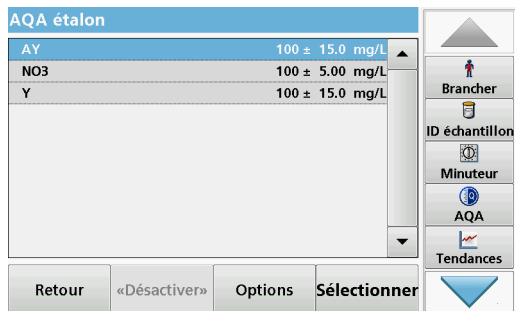 AQA étalon
AY 100 ± 15.0 mg/L
NO3 100 ± 5.00 mg/L
Y 100 ± 15.0 mg/L
Brancher
ID échantillon
Minuteur
AQA
Tendances
Retour «Désactiver» Options Sélectionner